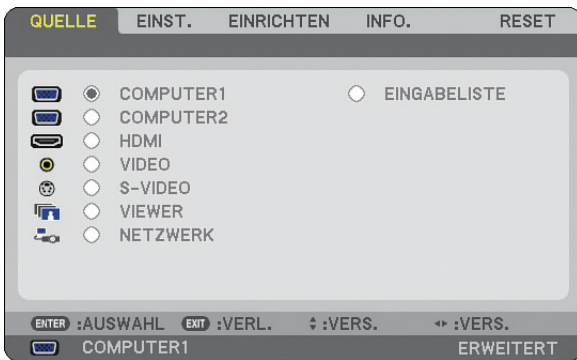 QUELLE EINST. EINRICHTEN INFO. RESET
COMPUTER1 EINGABELISTE
COMPUTER2
HDMI
VIDEO
S-VIDEO
VIEWER
NETZWERK
ENTER :AUSWAHL EXIT :VERL. :VERS. :VERS.
COMPUTER1 ERWEITERT